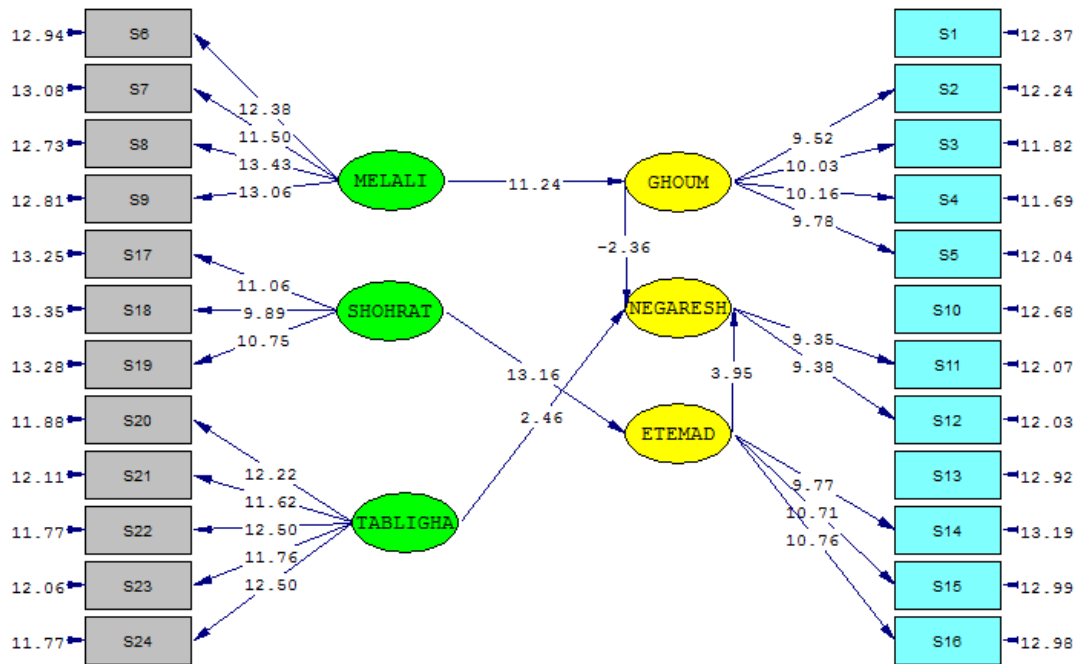 12.94 S6
13.08 S7
12.73 S8
12.81 S9
13.25 S17
13.35 S18
13.28 S19
11.88 S20
12.11 S21
11.77 S22
12.06 S23
11.77 S24
12.38
11.50
13.43
13.06
11.06
9.89
10.75
12.22
11.62
12.50
11.76
12.50
MELALI
SHOHRAT
TABLIGHA
11.24
-2.36
13.16
2.46
3.95
GHOUM
NEGARESH
ETEMAD
9.52
10.03
10.16
9.78
9.35
9.38
9.77
10.71
10.76
S1 12.37
S2 12.24
S3 11.82
S4 11.69
S5 12.04
S10 12.68
S11 12.07
S12 12.03
S13 12.92
S14 13.19
S15 12.99
S16 12.98